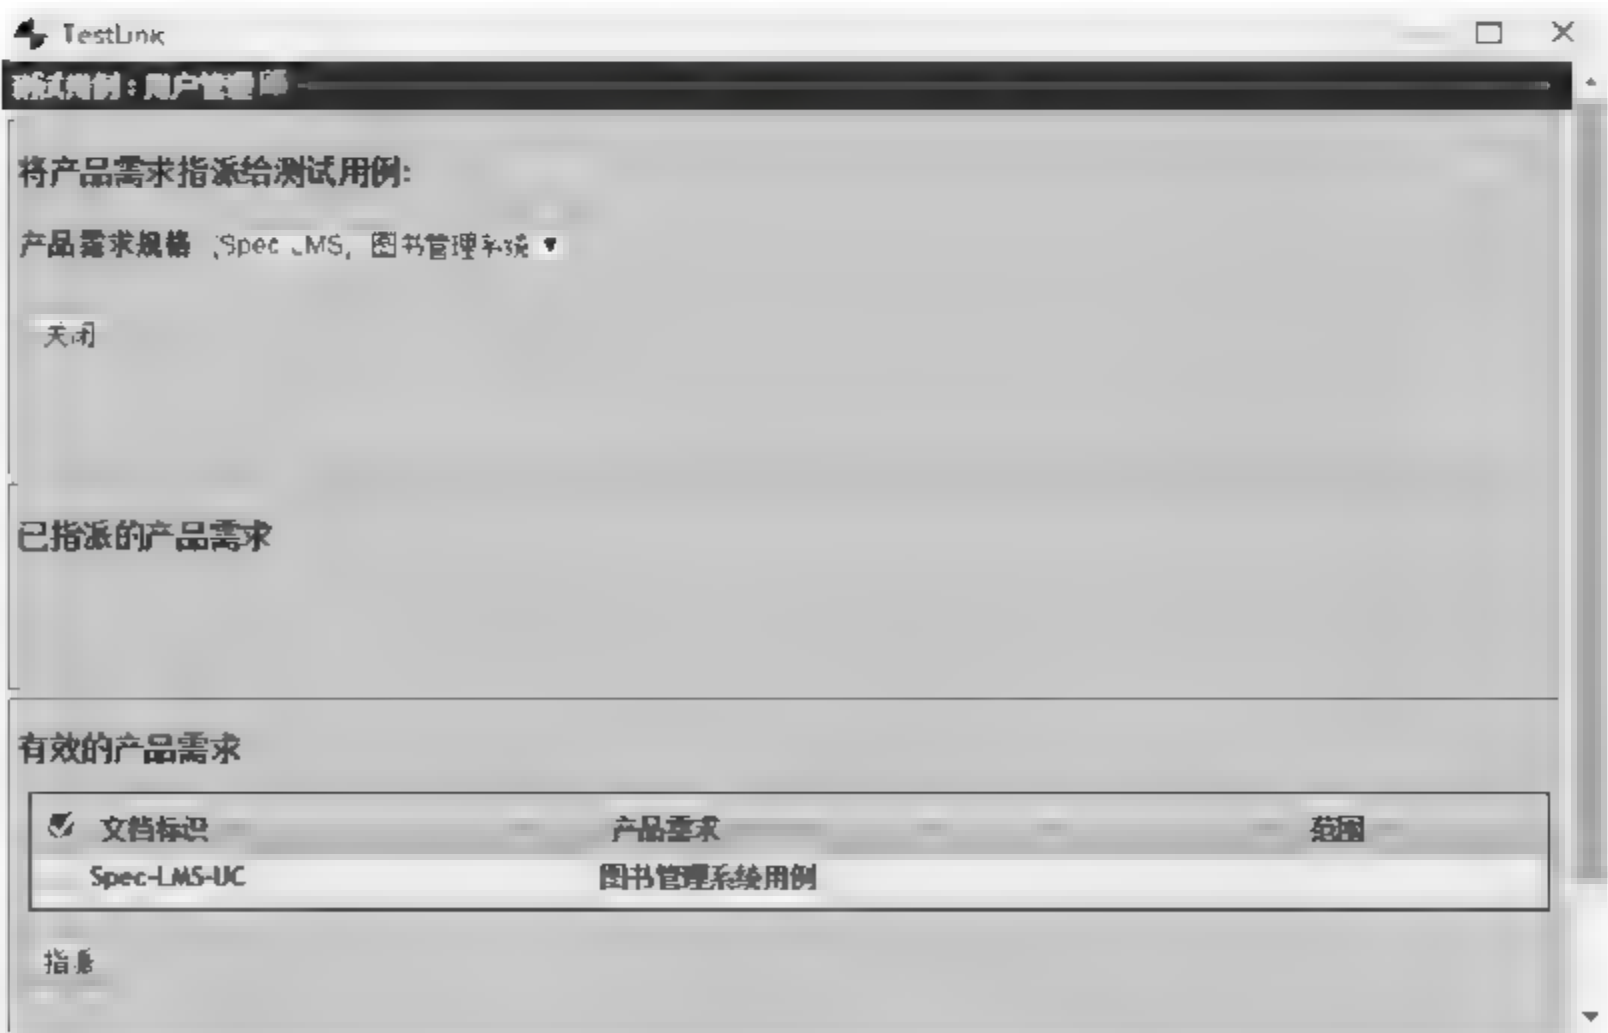 TestLink
测试用例：用户管理
将产品需求指派给测试用例:
产品需求规格 [Spec-LMS] 图书管理系统
关闭
已指派的产品需求
有效的产品需求
文档标识 产品需求 范围
Spec-LMS-UC 图书管理系统用例
指派